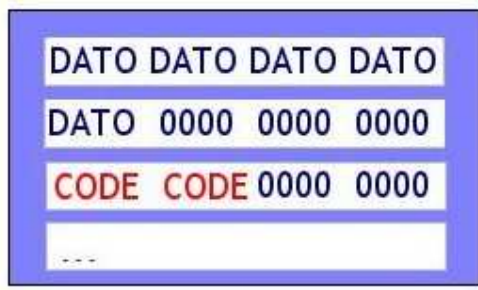 DATO DATO DATO DATO
DATO 0000 0000 0000
CODE CODE 0000 0000
...